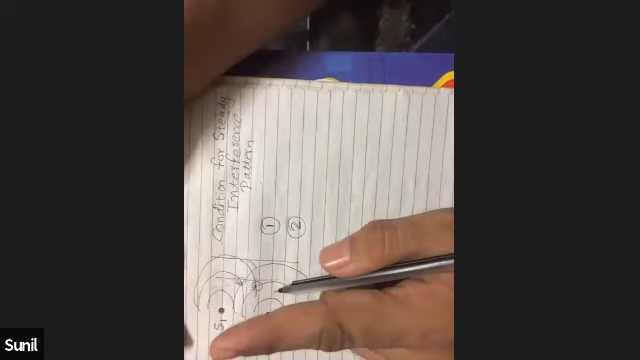 Condition for Steady
Interference
Pattern
1
2
S1
Sunil